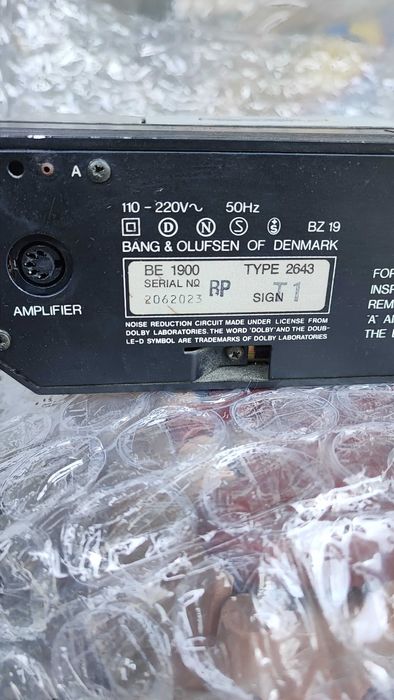 A
110 - 220V~ 50Hz
D N S BZ 19
BANG & OLUFSEN OF DENMARK
BE 1900 TYPE 2643
SERIAL No 2062023 RP SIGN T1
AMPLIFIER
NOISE REDUCTION CIRCUIT MADE UNDER LICENSE FROM
DOLBY LABORATORIES. THE WORD 'DOLBY' AND THE DOUB-
LE-D SYMBOL ARE TRADEMARKS OF DOLBY LABORATORIES
FOR
INSP
REM
'A' A
THE